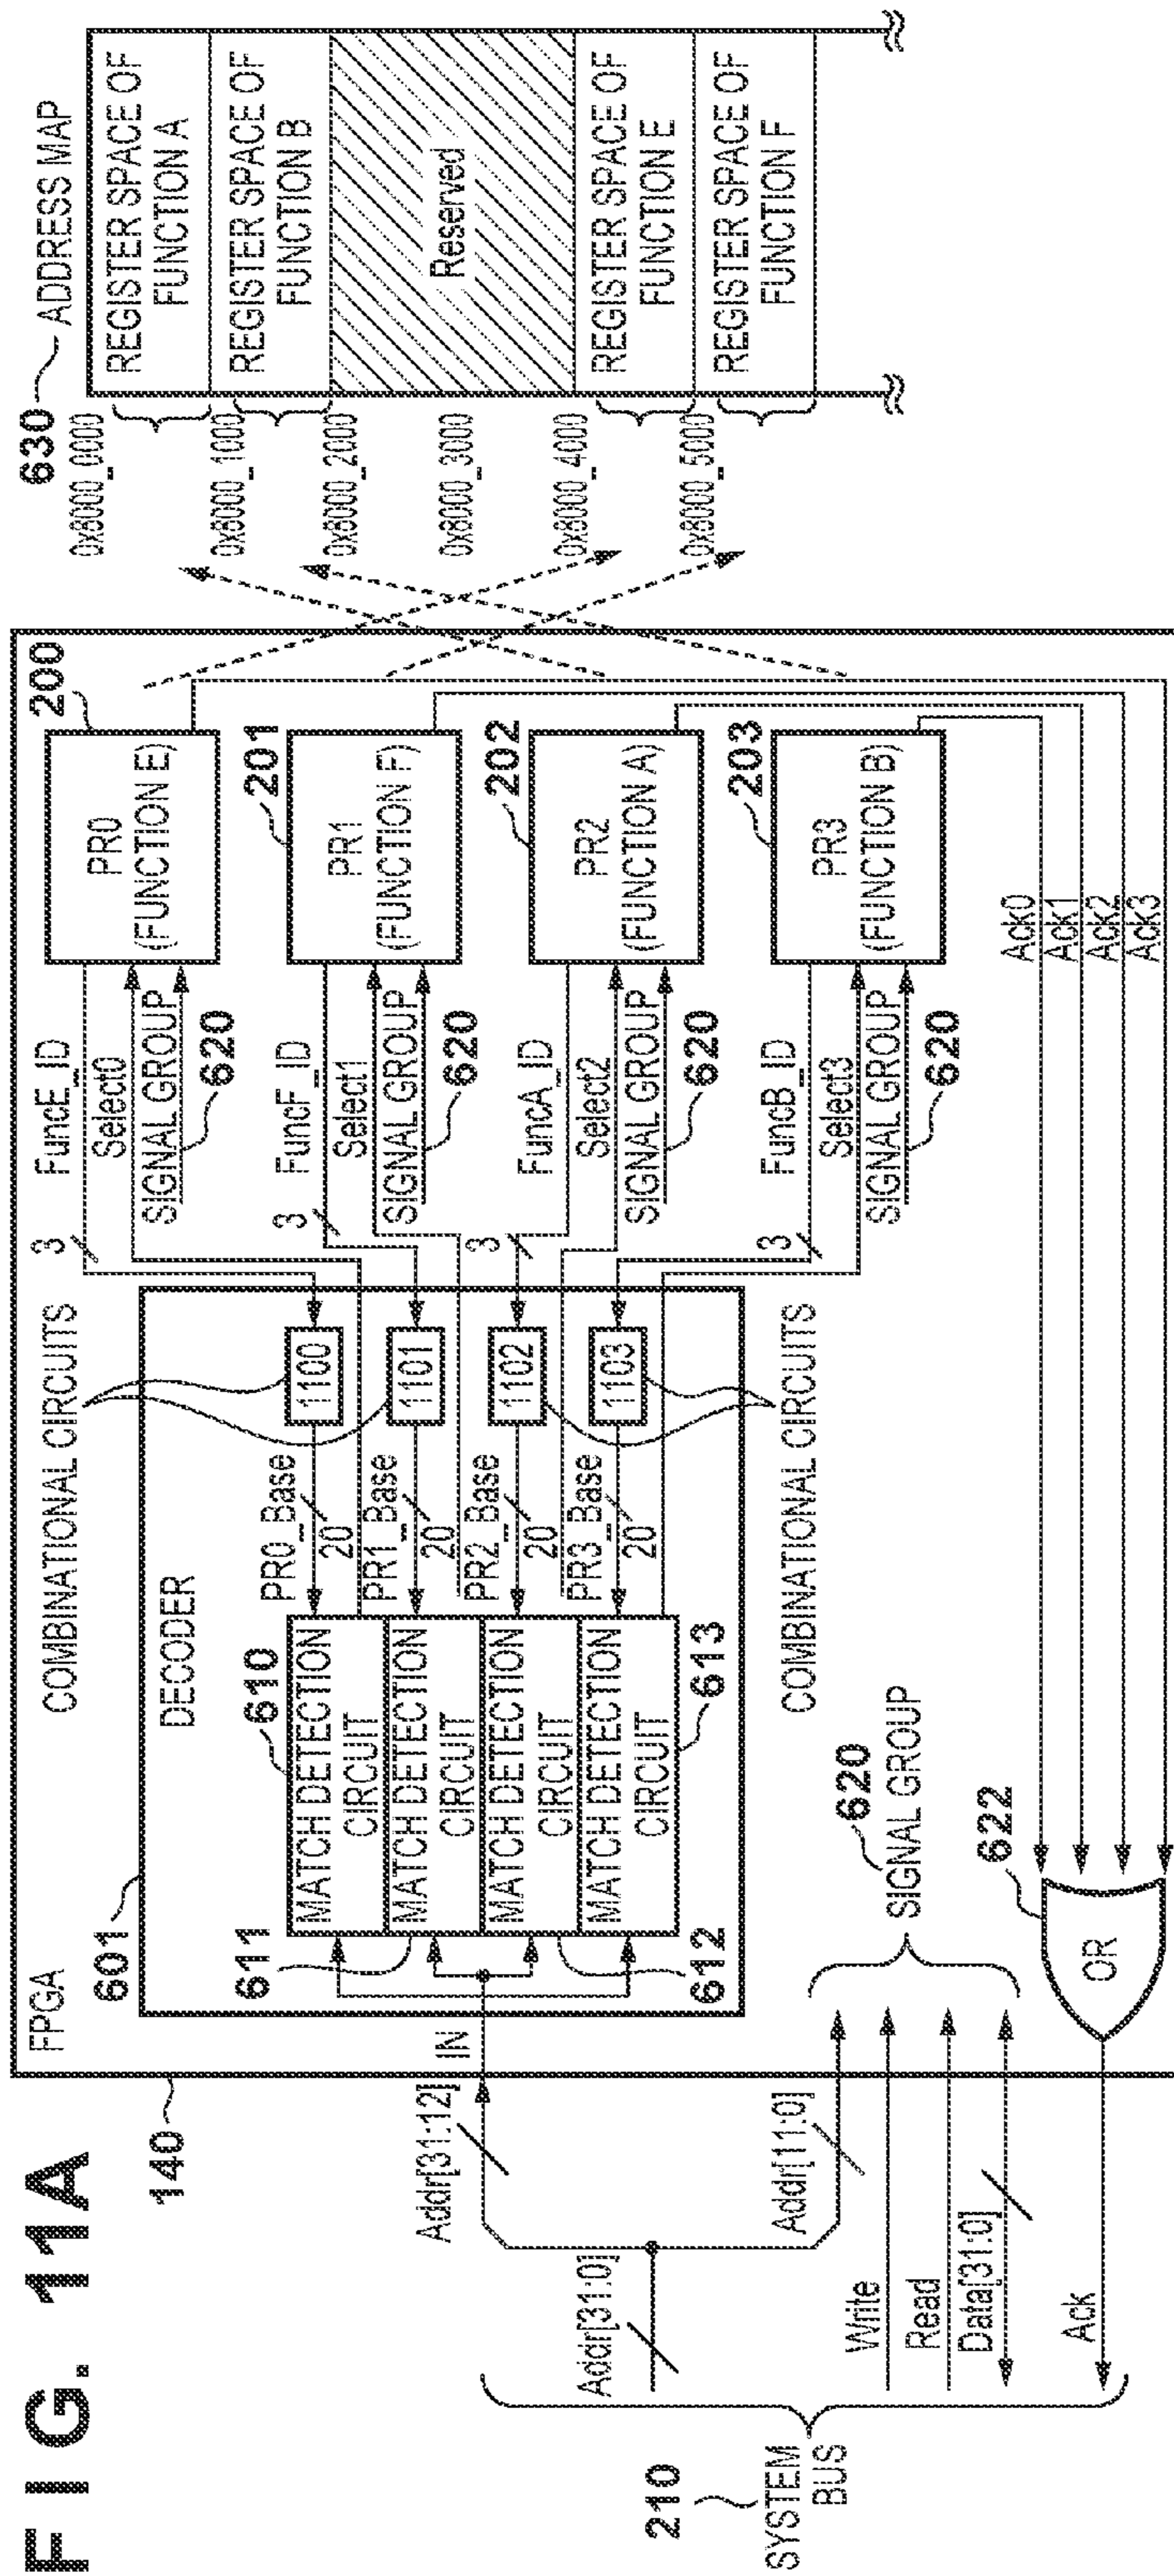 FIG. 11A
630 ADDRESS MAP
0x8000_0000
REGISTER SPACE OF
FUNCTION A
0x8000_1000
REGISTER SPACE OF
FUNCTION B
0x8000_2000
Reserved
0x8000_3000
0x8000_4000
REGISTER SPACE OF
FUNCTION E
0x8000_5000
REGISTER SPACE OF
FUNCTION F
140
FPGA
601
DECODER
COMBINATIONAL CIRCUITS
200
PR0
(FUNCTION E)
FuncE_ID
3
Select0
SIGNAL GROUP
620
201
PR1
(FUNCTION F)
FuncF_ID
3
Select1
SIGNAL GROUP
620
202
PR2
(FUNCTION A)
FuncA_ID
3
Select2
SIGNAL GROUP
620
203
PR3
(FUNCTION B)
FuncB_ID
3
Select3
SIGNAL GROUP
620
610
MATCH DETECTION
CIRCUIT
611
MATCH DETECTION
CIRCUIT
612
MATCH DETECTION
CIRCUIT
613
MATCH DETECTION
CIRCUIT
PR0_Base
20
1100
PR1_Base
20
1101
PR2_Base
20
1102
PR3_Base
20
1103
COMBINATIONAL CIRCUITS
IN
Addr[31:12]
Addr[31:0]
Addr[11:0]
Write
Read
Data[31:0]
Ack
210
SYSTEM
BUS
620
SIGNAL GROUP
622
OR
Ack0
Ack1
Ack2
Ack3